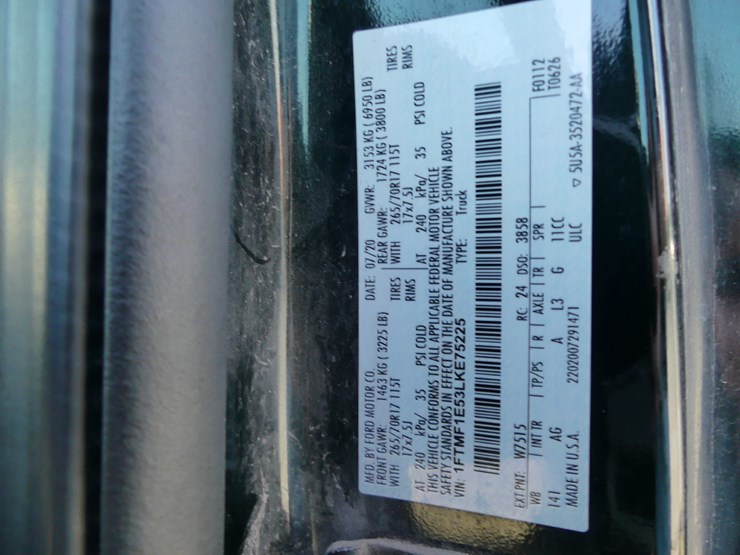 MFD. BY FORD MOTOR CO. DATE: 07/20 GVWR: 3153 KG ( 6950 LB)
FRONT GAWR: 1463 KG ( 3225 LB) REAR GAWR: 1724 KG ( 3800 LB)
WITH 265/70R17 115T TIRES WITH 265/70R17 115T TIRES
17x7.5J RIMS 17x7.5J RIMS
AT 240 kPa/ 35 PSI COLD AT 240 kPa/ 35 PSI COLD
THIS VEHICLE CONFORMS TO ALL APPLICABLE FEDERAL MOTOR VEHICLE
SAFETY STANDARDS IN EFFECT ON THE DATE OF MANUFACTURE SHOWN ABOVE.
VIN: 1FTMF1E53LKE75225 TYPE: Truck
EXT PNT: W7515 RC: 24 DSO: 3858
WB INT TR TP/PS R AXLE TR SPR F0112
141 AG A L3 G 11CC T0626
MADE IN U.S.A. 2202007291471 ULC ▽ 5U5A-3520472-AA